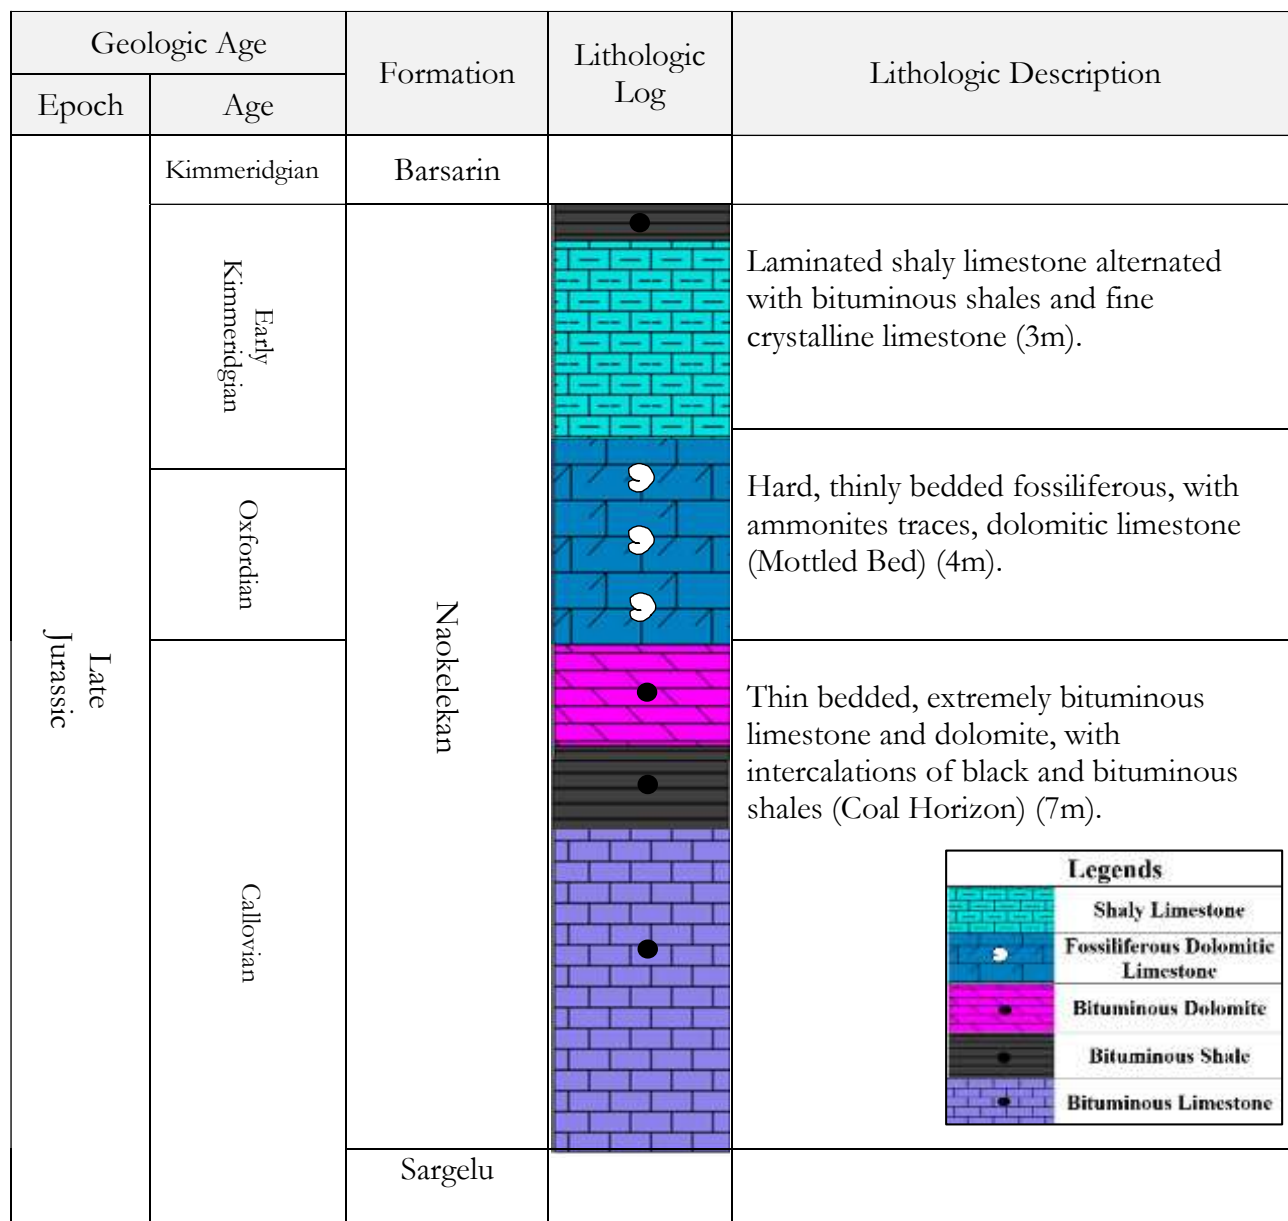 Geologic Age
Formation
Lithologic
Log
Lithologic Description
Epoch
Age
Kimmeridgian
Barsarin
Early
Kimmeridgian
Laminated shaly limestone alternated
with bituminous shales and fine
crystalline limestone (3m).
Oxfordian
Hard, thinly bedded fossiliferous, with
ammonites traces, dolomitic limestone
(Mottled Bed) (4m).
Late
Jurassic
Naokelekan
Callovian
Thin bedded, extremely bituminous
limestone and dolomite, with
intercalations of black and bituminous
shales (Coal Horizon) (7m).
Legends
Shaly Limestone
Fossiliferous Dolomitic
Limestone
Bituminous Dolomite
Bituminous Shale
Bituminous Limestone
Sargelu